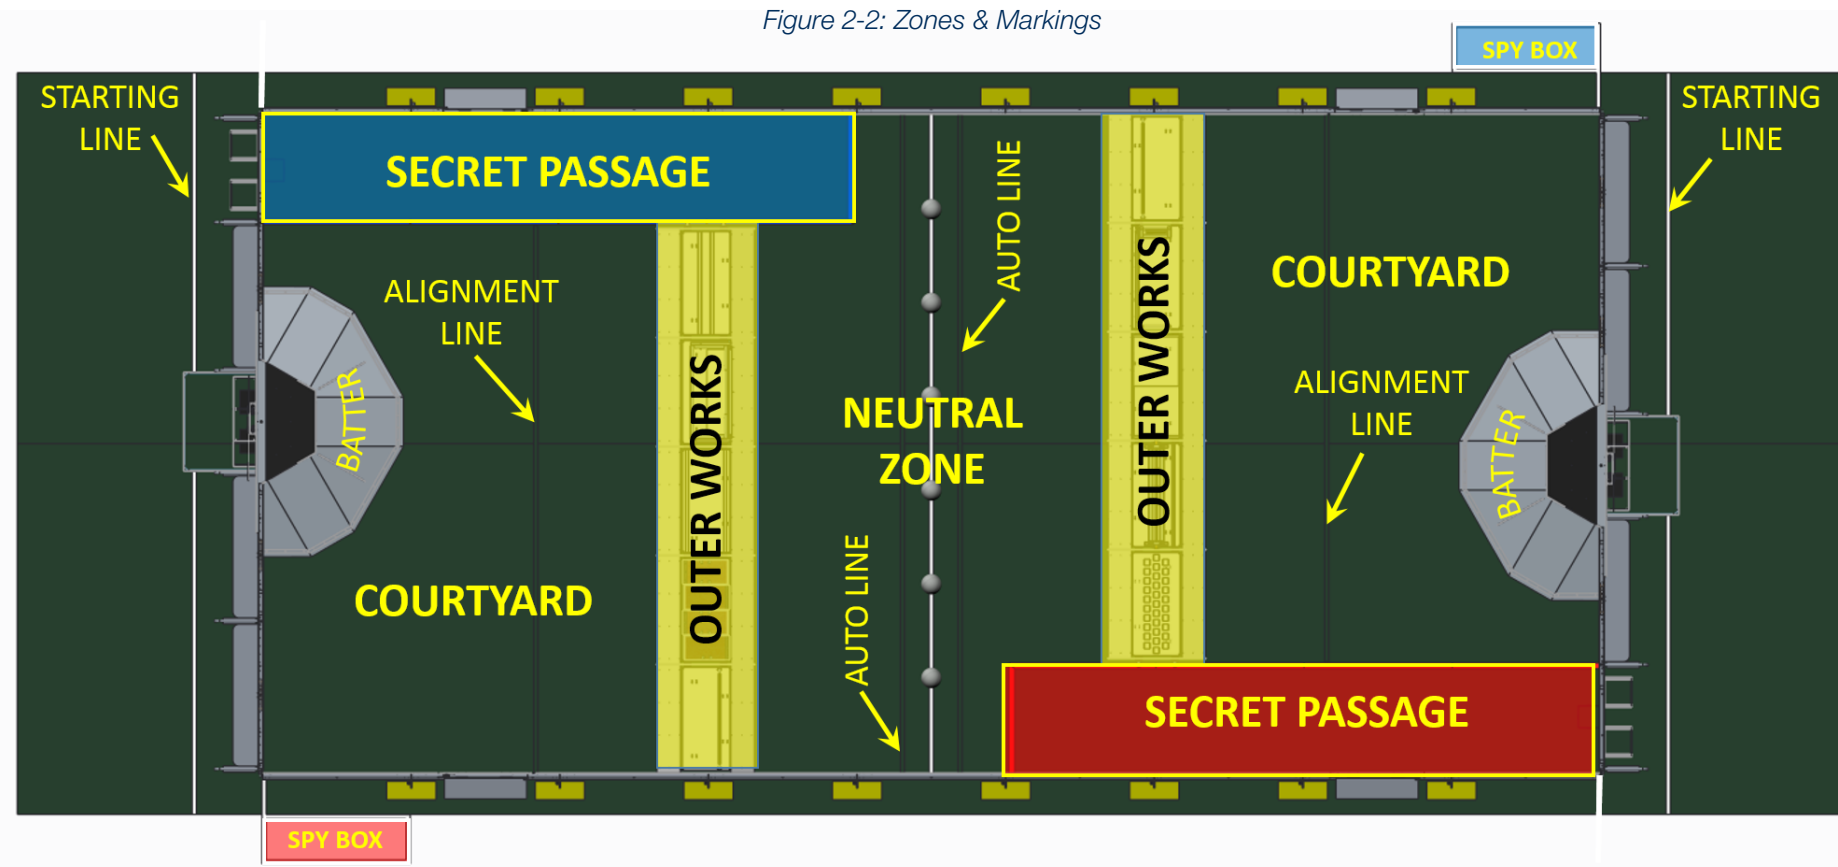 Figure 2-2: Zones & Markings
SPY BOX
STARTING
LINE
STARTING
LINE
SECRET PASSAGE
AUTO LINE
OUTER WORKS
COURTYARD
ALIGNMENT
LINE
BATTER
OUTER WORKS
NEUTRAL
ZONE
ALIGNMENT
LINE
BATTER
COURTYARD
AUTO LINE
SECRET PASSAGE
SPY BOX